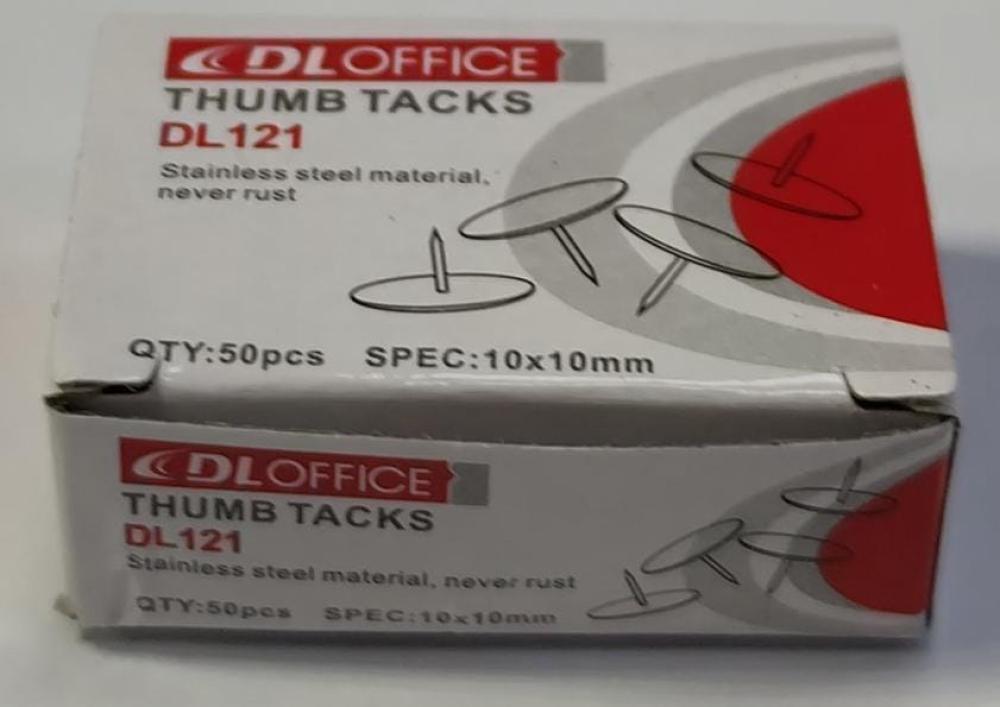 DLOFFICE
THUMB TACKS
DL121
Stainless steel material,
never rust
QTY:50pcs SPEC:10x10mm
DLOFFICE
THUMB TACKS
DL121
Stainless steel material, never rust
QTY:50pcs SPEC:10x10mm